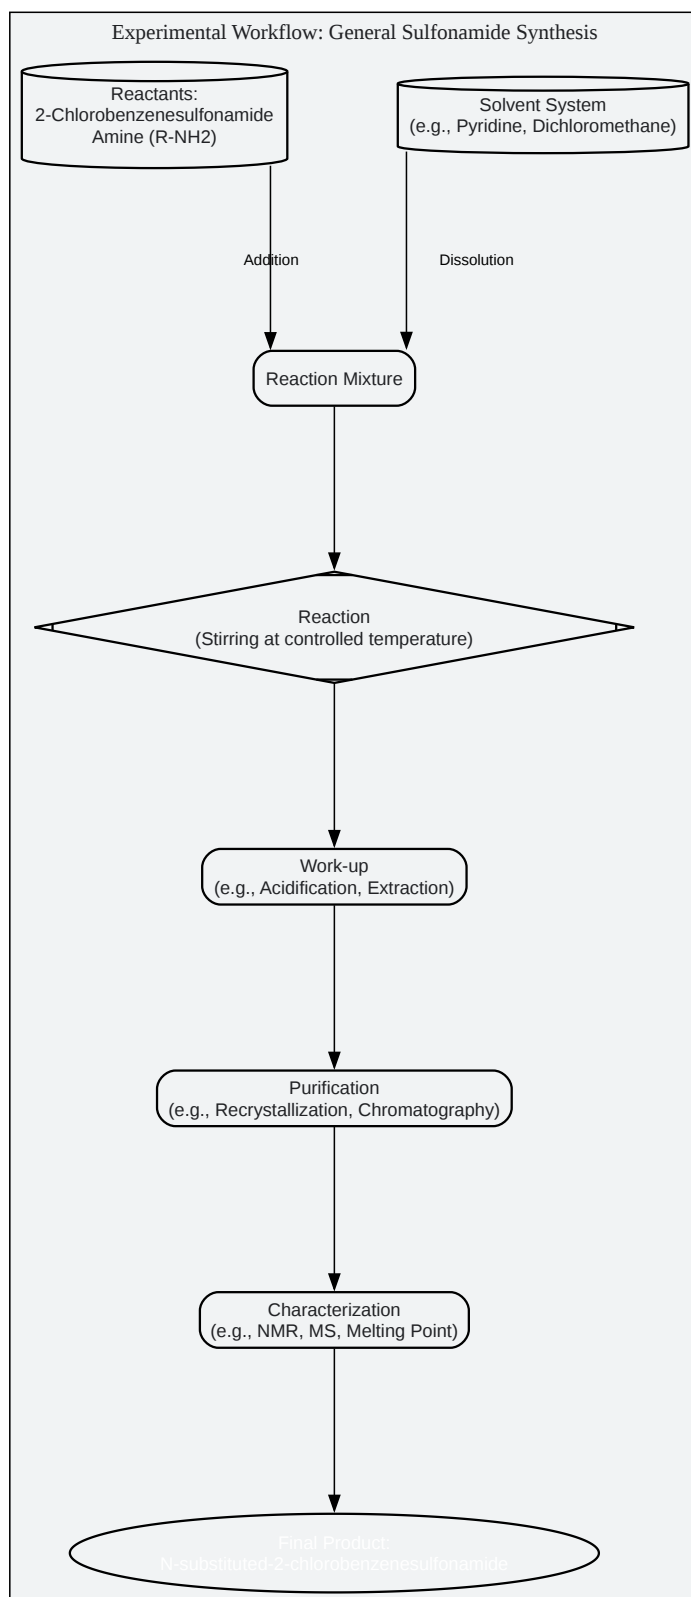 Experimental Workflow: General Sulfonamide Synthesis
Reactants:
2-Chlorobenzenesulfonamide
Amine (R-NH2)
Solvent System
(e.g., Pyridine, Dichloromethane)
Addition
Dissolution
Reaction Mixture
Reaction
(Stirring at controlled temperature)
Work-up
(e.g., Acidification, Extraction)
Purification
(e.g., Recrystallization, Chromatography)
Characterization
(e.g., NMR, MS, Melting Point)
Final Product:
N-substituted-2-chlorobenzenesulfonamide